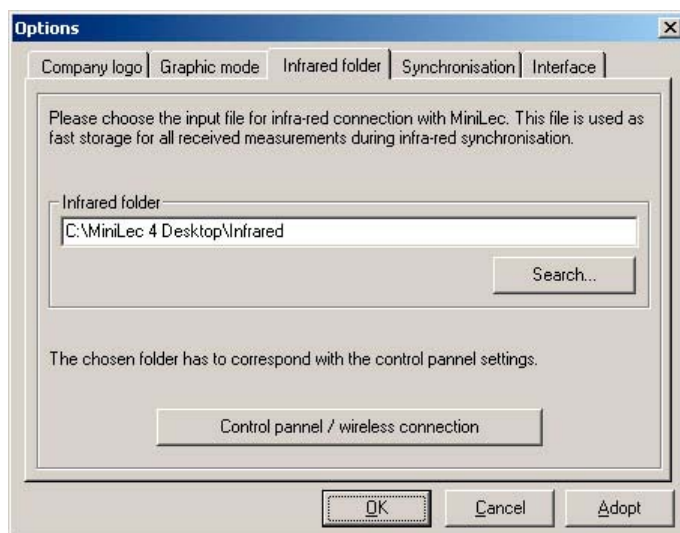 Options
Company logo
Graphic mode
Infrared folder
Synchronisation
Interface
Please choose the input file for infra-red connection with MiniLec. This file is used as
fast storage for all received measurements during infra-red synchronisation.
Infrared folder
C:\MiniLec 4 Desktop\Infrared
Search...
The chosen folder has to correspond with the control pannel settings.
Control pannel / wireless connection
OK
Cancel
Adopt